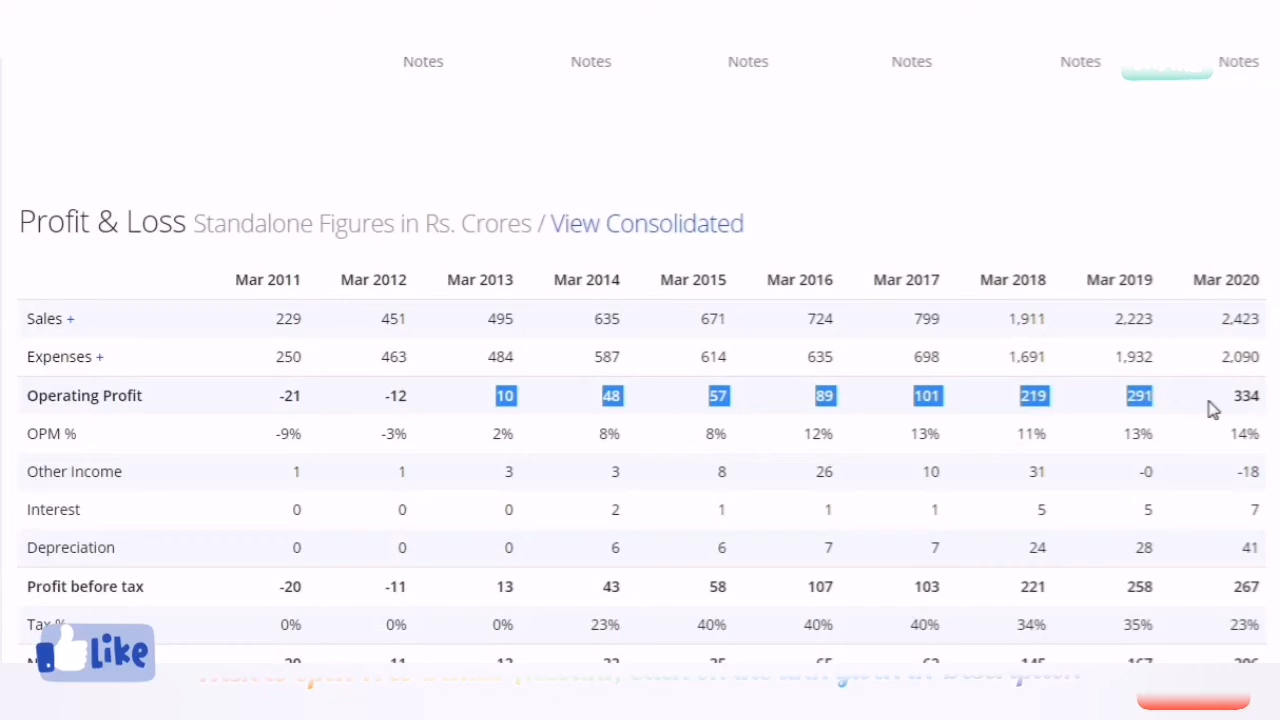 Notes Notes Notes Notes Notes Notes
Profit & Loss Standalone Figures in Rs. Crores / View Consolidated
Mar 2011 Mar 2012 Mar 2013 Mar 2014 Mar 2015 Mar 2016 Mar 2017 Mar 2018 Mar 2019 Mar 2020
Sales + 229 451 495 635 671 724 799 1,911 2,223 2,423
Expenses + 250 463 484 587 614 635 698 1,691 1,932 2,090
Operating Profit -21 -12 10 48 57 89 101 219 291 334
OPM % -9% -3% 2% 8% 8% 12% 13% 11% 13% 14%
Other Income 1 1 3 3 8 26 10 31 -0 -18
Interest 0 0 0 2 1 1 1 5 5 7
Depreciation 0 0 0 6 6 7 7 24 28 41
Profit before tax -20 -11 13 43 58 107 103 221 258 267
Tax % 0% 0% 0% 23% 40% 40% 40% 34% 35% 23%
Like